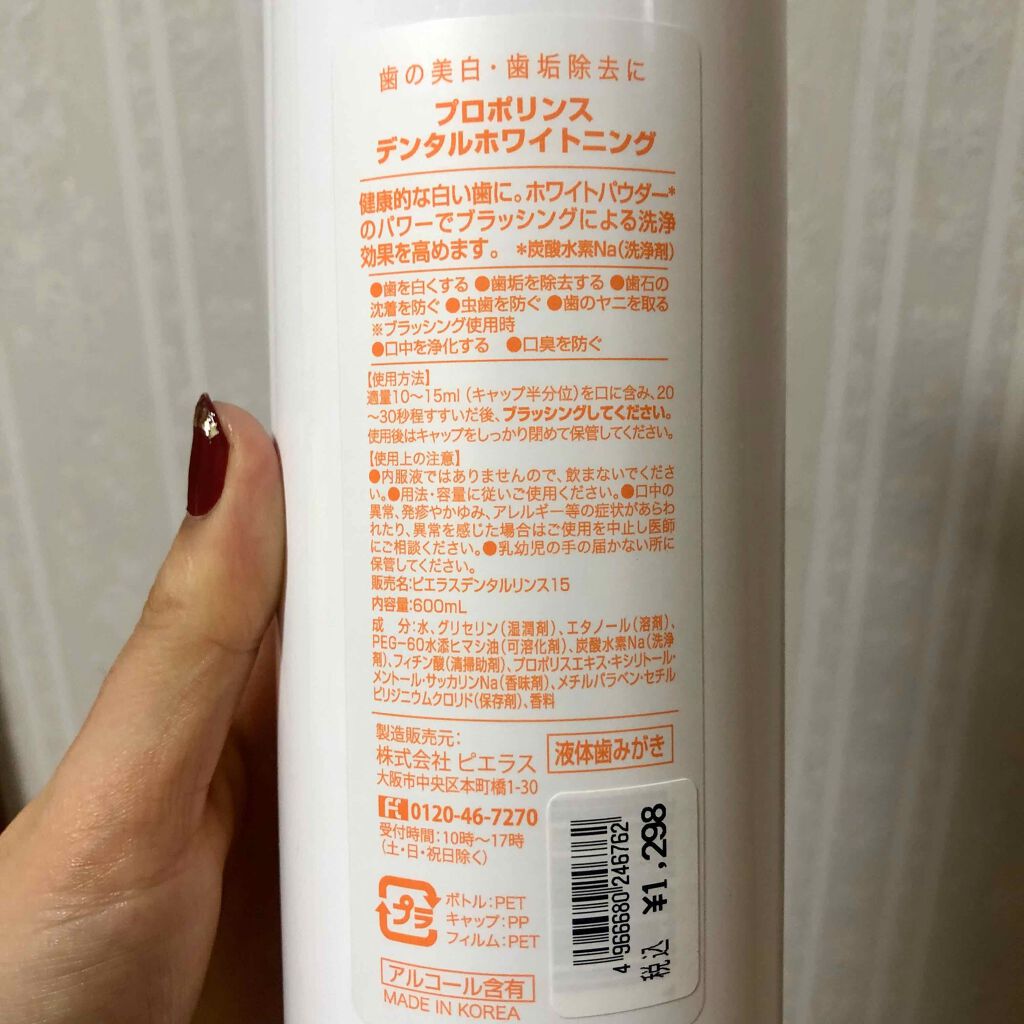 歯の美白・歯垢除去に
プロポリンス
デンタルホワイトニング
健康的な白い歯に。ホワイトパウダー*
のパワーでブラッシングによる洗浄
効果を高めます。 *炭酸水素Na(洗浄剤)
●歯を白くする ●歯垢を除去する ●歯石の
沈着を防ぐ ●虫歯を防ぐ ●歯のヤニを取る
※ブラッシング使用時
●口中を浄化する ●口臭を防ぐ
【使用方法】
適量10〜15ml(キャップ半分位)を口に含み、20
〜30秒程すすいだ後、ブラッシングしてください。
使用後はキャップをしっかり閉めて保管してください。
【使用上の注意】
●内服液ではありませんので、飲まないでくださ
い。●用法・容量に従いご使用ください。●口中の
異常、発疹やかゆみ、アレルギー等の症状があらわ
れたり、異常を感じた場合はご使用を中止し医師
にご相談ください。●乳幼児の手の届かない所に
保管してください。
販売名:ピエラスデンタルリンス15
内容量:600mL
成 分:水、グリセリン(湿潤剤)、エタノール(溶剤)、
PEG-60水添ヒマシ油(可溶化剤)、炭酸水素Na(洗浄
剤)、フィチン酸(清掃助剤)、プロポリスエキス・キシリトール・
メントール・サッカリンNa(香味剤)、メチルパラベン・セチル
ピリジニウムクロリド(保存剤)、香料
製造販売元:
株式会社 ピエラス
大阪市中央区本町橋1-30
0120-46-7270
受付時間:10時〜17時
(土・日・祝日除く)
液体歯みがき
プラ
ボトル:PET
キャップ:PP
フィルム:PET
アルコール含有
MADE IN KOREA
4 966680 246762
税込 ¥1,298